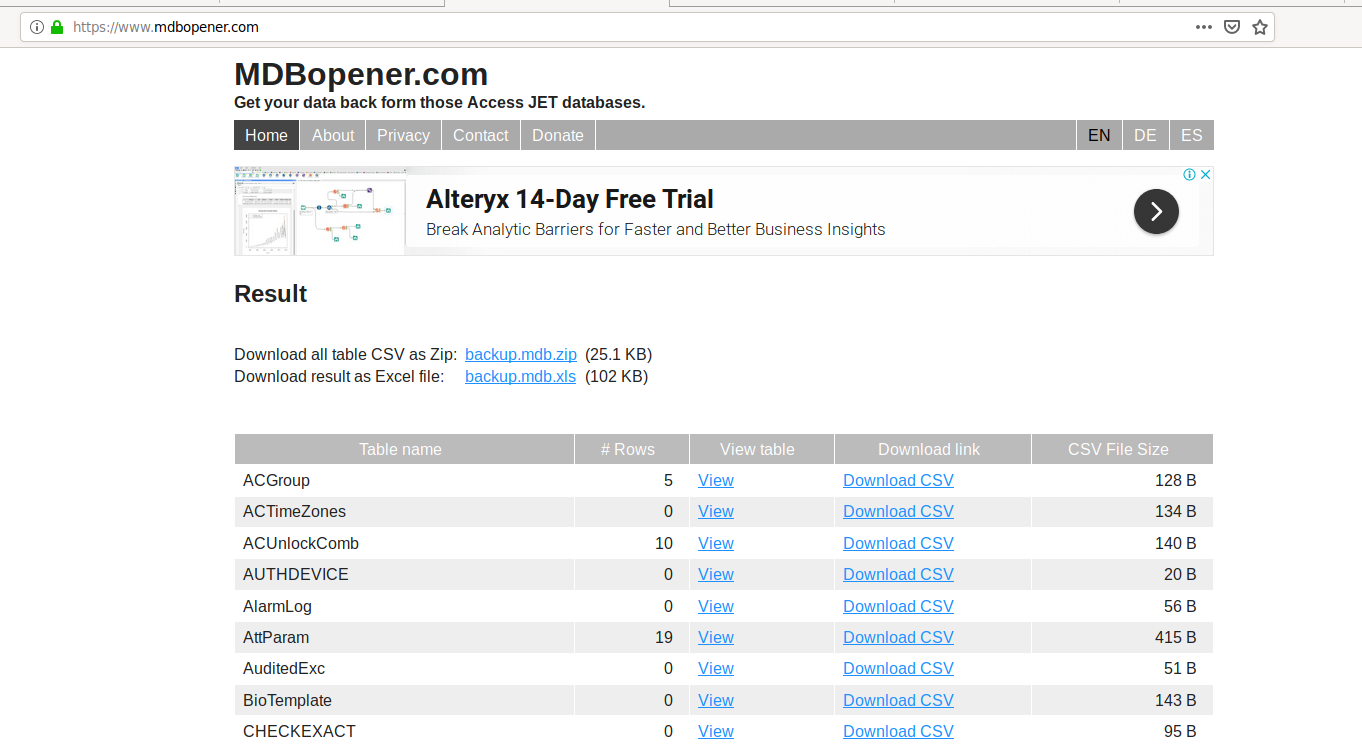 https://www.mdbopener.com
MDBopener.com
Get your data back form those Access JET databases.
Home About Privacy Contact Donate EN DE ES
Alteryx 14-Day Free Trial
Break Analytic Barriers for Faster and Better Business Insights
Result
Download all table CSV as Zip: backup.mdb.zip (25.1 KB)
Download result as Excel file: backup.mdb.xls (102 KB)
Table name # Rows View table Download link CSV File Size
ACGroup 5 View Download CSV 128 B
ACTimeZones 0 View Download CSV 134 B
ACUnlockComb 10 View Download CSV 140 B
AUTHDEVICE 0 View Download CSV 20 B
AlarmLog 0 View Download CSV 56 B
AttParam 19 View Download CSV 415 B
AuditedExc 0 View Download CSV 51 B
BioTemplate 0 View Download CSV 143 B
CHECKEXACT 0 View Download CSV 95 B